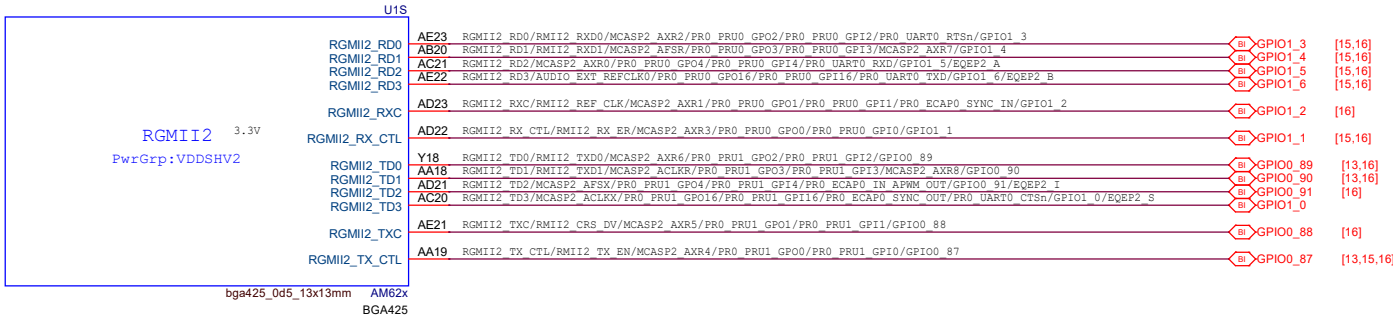 U1S
RGMII2_RD0 AE23 RGMII2_RD0/RMII2_RXD0/MCASP2_AXR2/PR0_PRU0_GPO2/PR0_PRU0_GPI2/PR0_UART0_RTSn/GPIO1_3 BI GPIO1_3 [15,16]
RGMII2_RD1 AB20 RGMII2_RD1/RMII2_RXD1/MCASP2_AFSR/PR0_PRU0_GPO3/PR0_PRU0_GPI3/MCASP2_AXR7/GPIO1_4 BI GPIO1_4 [15,16]
RGMII2_RD2 AC21 RGMII2_RD2/MCASP2_AXR0/PR0_PRU0_GPO4/PR0_PRU0_GPI4/PR0_UART0_RXD/GPIO1_5/EQEP2_A BI GPIO1_5 [15,16]
RGMII2_RD3 AE22 RGMII2_RD3/AUDIO_EXT_REFCLK0/PR0_PRU0_GPO16/PR0_PRU0_GPI16/PR0_UART0_TXD/GPIO1_6/EQEP2_B BI GPIO1_6 [15,16]
RGMII2_RXC AD23 RGMII2_RXC/RMII2_REF_CLK/MCASP2_AXR1/PR0_PRU0_GPO1/PR0_PRU0_GPI1/PR0_ECAP0_SYNC_IN/GPIO1_2 BI GPIO1_2 [16]
RGMII2 3.3V
RGMII2_RX_CTL AD22 RGMII2_RX_CTL/RMII2_RX_ER/MCASP2_AXR3/PR0_PRU0_GPO0/PR0_PRU0_GPI0/GPIO1_1 BI GPIO1_1 [15,16]
PwrGrp:VDDSHV2
RGMII2_TD0 Y18 RGMII2_TD0/RMII2_TXD0/MCASP2_AXR6/PR0_PRU1_GPO2/PR0_PRU1_GPI2/GPIO0_89 BI GPIO0_89 [13,16]
RGMII2_TD1 AA18 RGMII2_TD1/RMII2_TXD1/MCASP2_ACLKR/PR0_PRU1_GPO3/PR0_PRU1_GPI3/MCASP2_AXR8/GPIO0_90 BI GPIO0_90 [13,16]
RGMII2_TD2 AD21 RGMII2_TD2/MCASP2_AFSX/PR0_PRU1_GPO4/PR0_PRU1_GPI4/PR0_ECAP0_IN_APWM_OUT/GPIO0_91/EQEP2_I BI GPIO0_91 [16]
RGMII2_TD3 AC20 RGMII2_TD3/MCASP2_ACLKX/PR0_PRU1_GPO16/PR0_PRU1_GPI16/PR0_ECAP0_SYNC_OUT/PR0_UART0_CTSn/GPIO1_0/EQEP2_S BI GPIO1_0
RGMII2_TXC AE21 RGMII2_TXC/RMII2_CRS_DV/MCASP2_AXR5/PR0_PRU1_GPO1/PR0_PRU1_GPI1/GPIO0_88 BI GPIO0_88 [16]
RGMII2_TX_CTL AA19 RGMII2_TX_CTL/RMII2_TX_EN/MCASP2_AXR4/PR0_PRU1_GPO0/PR0_PRU1_GPI0/GPIO0_87 BI GPIO0_87 [13,15,16]
bga425_0d5_13x13mm AM62x
BGA425